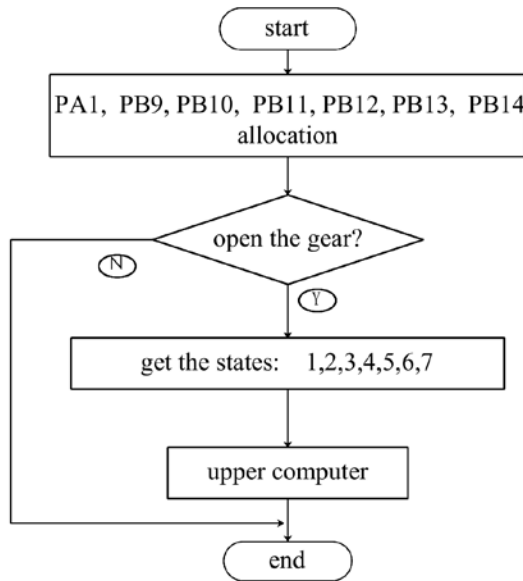 start
PA1, PB9, PB10, PB11, PB12, PB13, PB14
allocation
open the gear?
N
Y
get the states: 1,2,3,4,5,6,7
upper computer
end